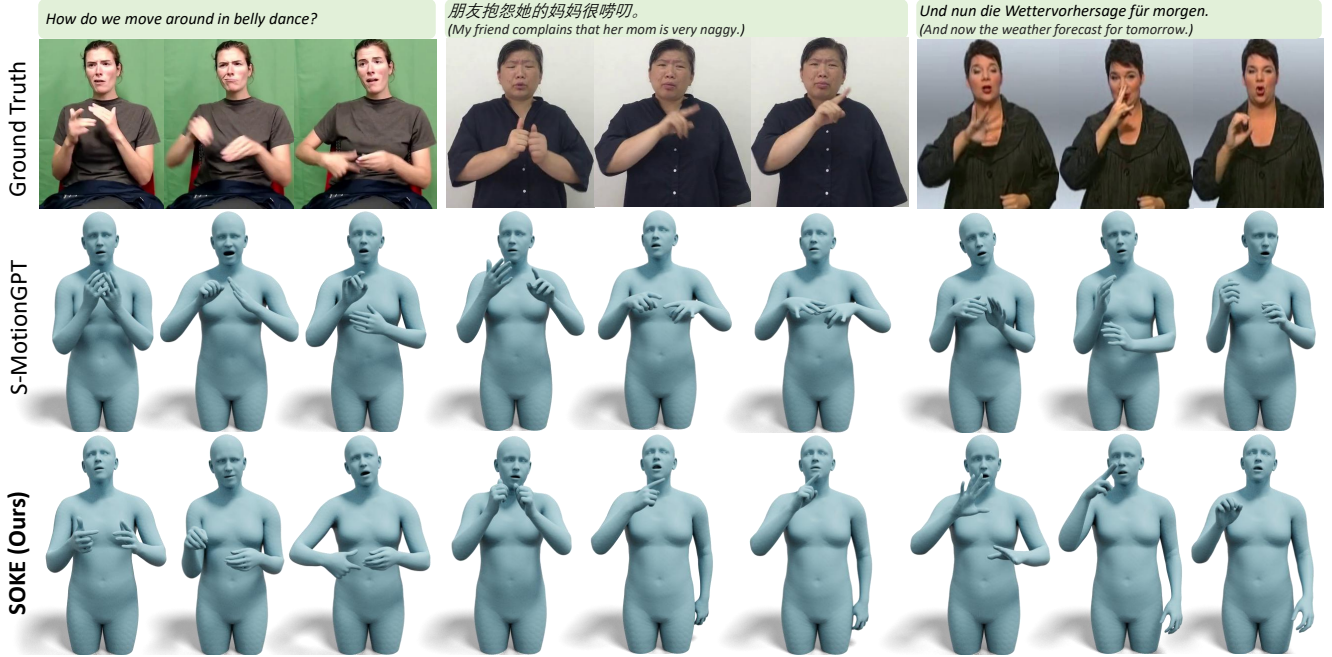 How do we move around in belly dance?
朋友抱怨她的妈妈很唠叨。
(My friend complains that her mom is very naggy.)
Und nun die Wettervorhersage für morgen.
(And now the weather forecast for tomorrow.)
Ground Truth
S-MotionGPT
SOKE (Ours)